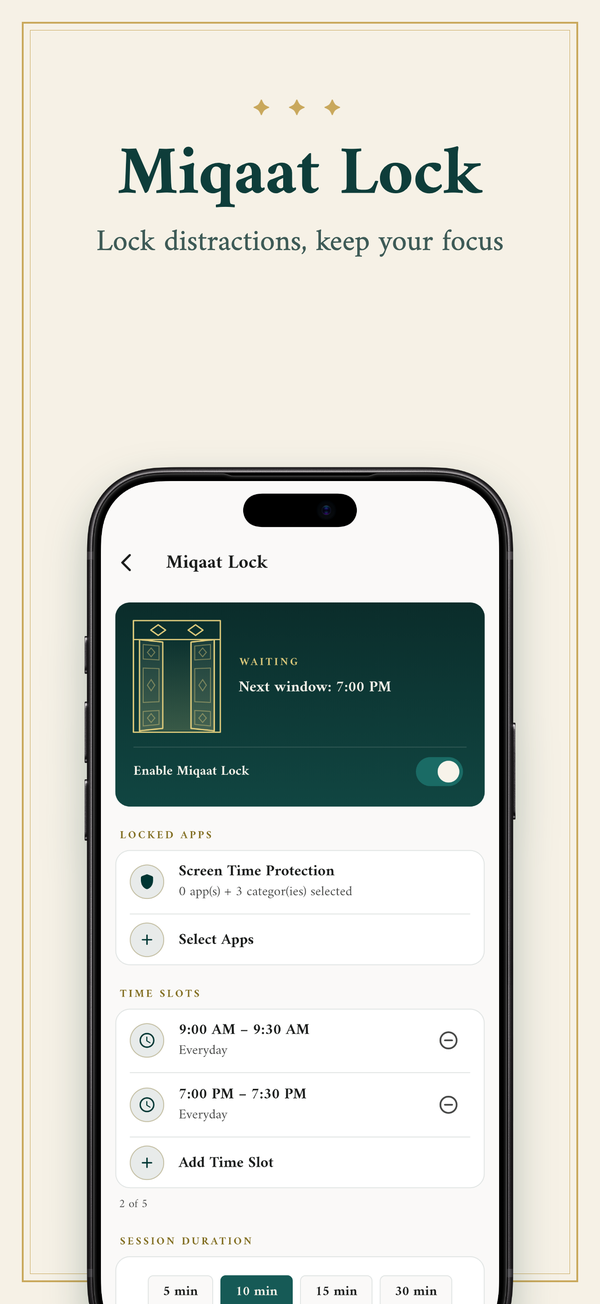 Miqaat Lock
Lock distractions, keep your focus
Miqaat Lock
WAITING
Next window: 7:00 PM
Enable Miqaat Lock
LOCKED APPS
Screen Time Protection
0 app(s) + 3 categor(ies) selected
Select Apps
TIME SLOTS
9:00 AM – 9:30 AM
Everyday
7:00 PM – 7:30 PM
Everyday
Add Time Slot
2 of 5
SESSION DURATION
5 min
10 min
15 min
30 min